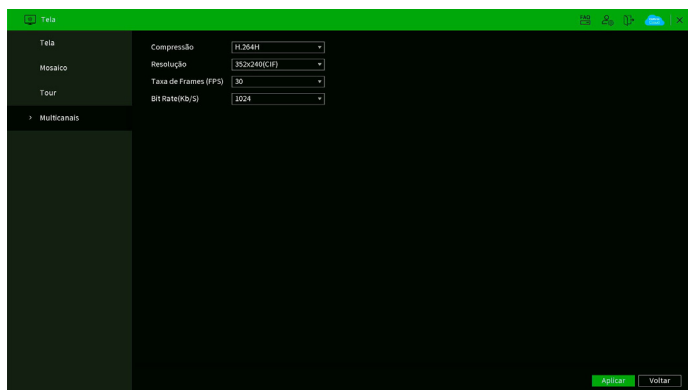 Tela
FAQ
Tela
Mosaico
Tour
> Multicanais
Compressão H.264H
Resolução 352x240(CIF)
Taxa de Frames (FPS) 30
Bit Rate(Kb/S) 1024
Aplicar Voltar